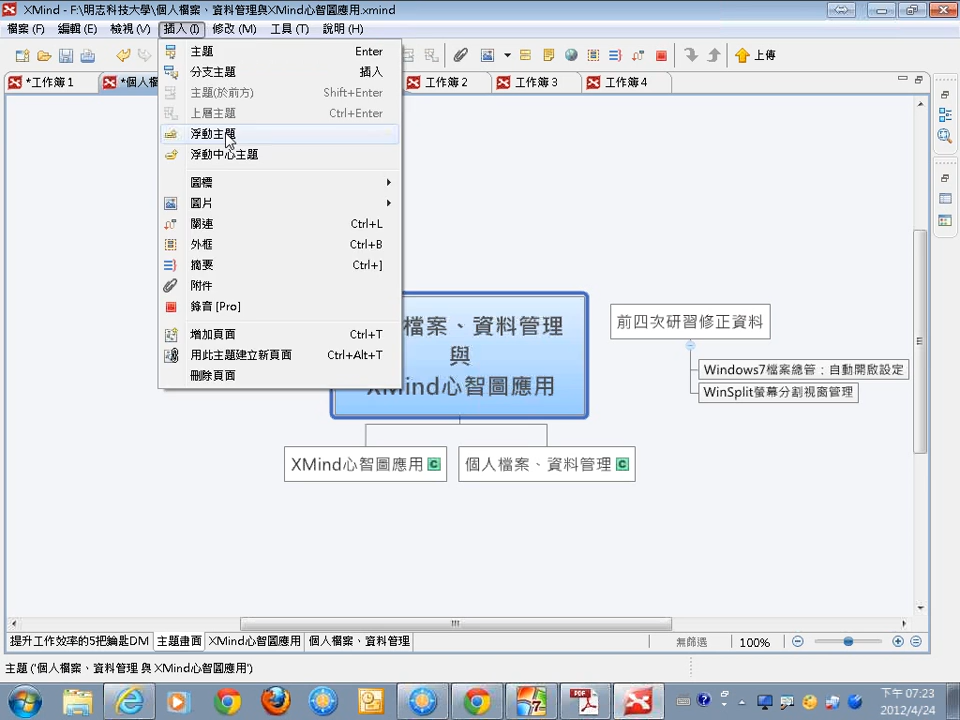 XMind - F:\明志科技大學\個人檔案、資料管理與XMind心智圖應用.xmind
檔案 (F) 編輯 (E) 檢視 (V) 插入 (I) 修改 (M) 工具 (T) 說明 (H)
上傳
*工作簿 1 *個人檔 工作簿 2 工作簿 3 工作簿 4
主題 Enter
分支主題 插入
主題(於前方) Shift+Enter
上層主題 Ctrl+Enter
浮動主題
浮動中心主題
圖標
圖片
關連 Ctrl+L
外框 Ctrl+B
摘要 Ctrl+]
附件
錄音 [Pro]
增加頁面 Ctrl+T
用此主題建立新頁面 Ctrl+Alt+T
刪除頁面
檔案、資料管理
與
XMind心智圖應用
前四次研習修正資料
Windows7檔案總管：自動開啟設定
WinSplit螢幕分割視窗管理
XMind心智圖應用 C
個人檔案、資料管理 C
提升工作效率的5把鑰匙DM 主題畫面 XMind心智圖應用 個人檔案、資料管理
無篩選 100%
主題 ('個人檔案、資料管理 與 XMind心智圖應用')
下午 07:23
2012/4/24